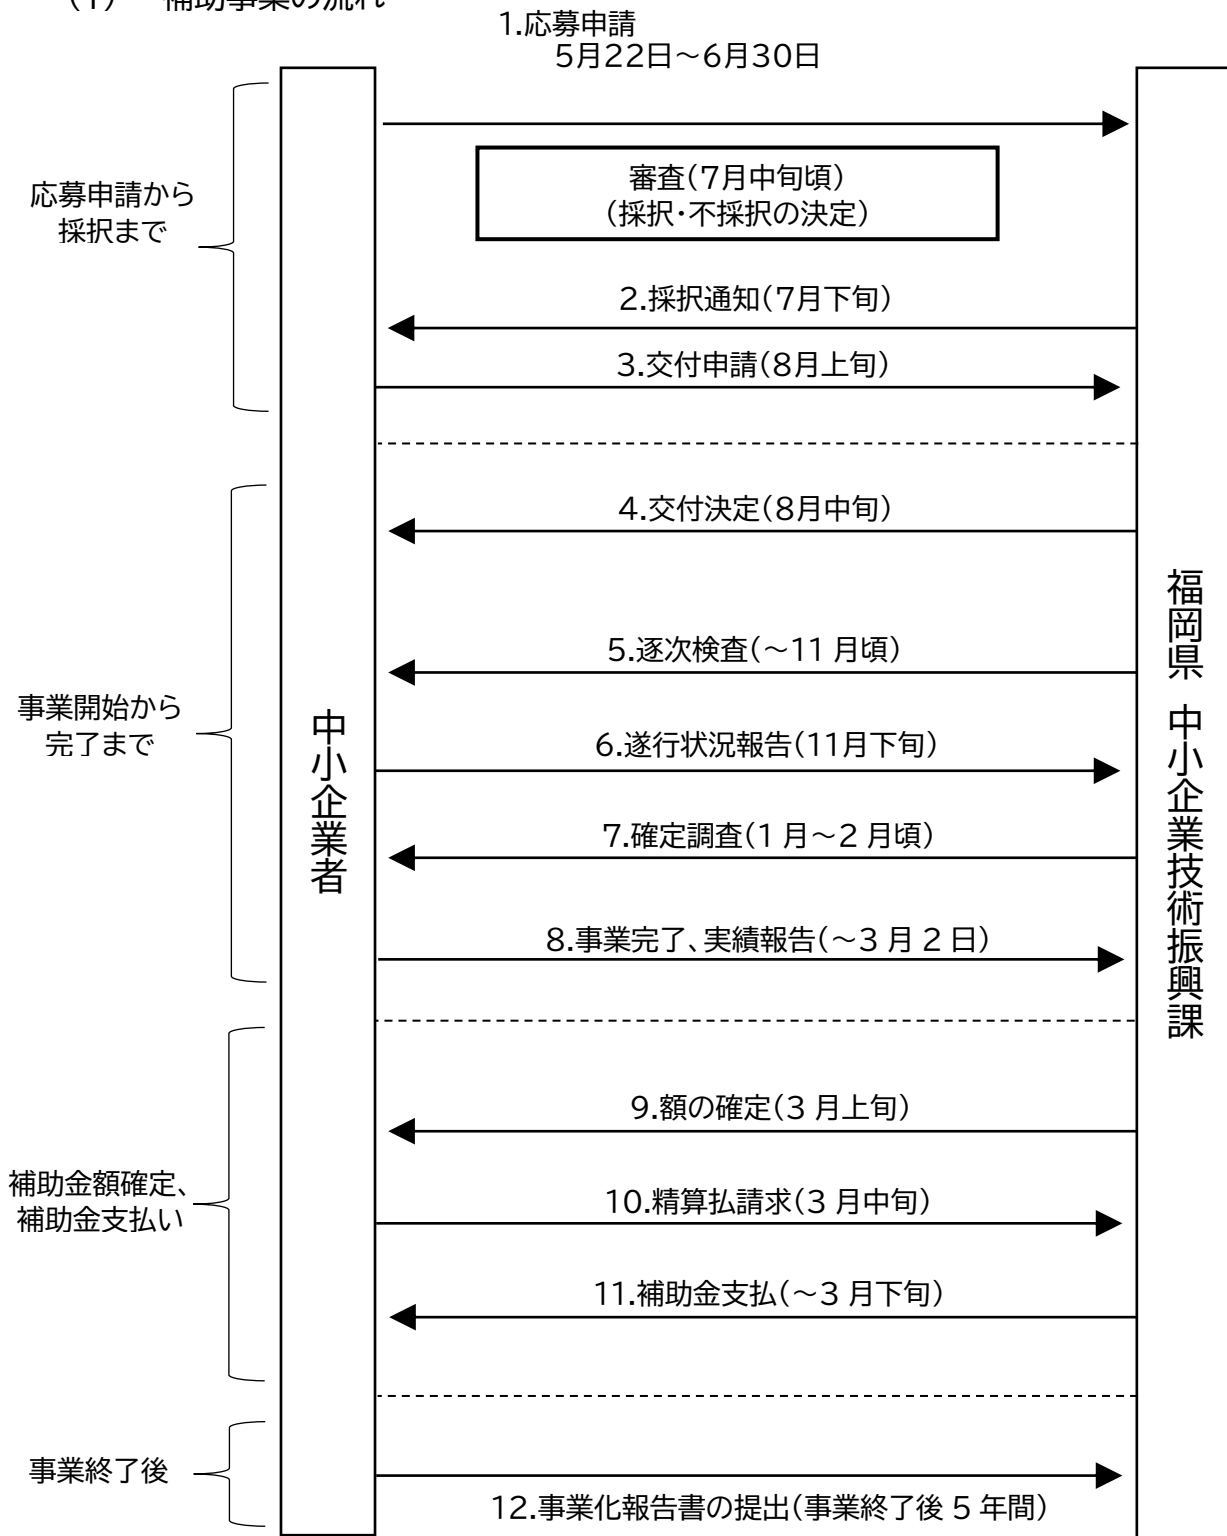 (1) 補助事業の流れ
1.応募申請
5月22日～6月30日
応募申請から
採択まで
審査(7月中旬頃)
(採択・不採択の決定)
2.採択通知(7月下旬)
3.交付申請(8月上旬)
4.交付決定(8月中旬)
5.逐次検査(～11 月頃)
事業開始から
完了まで
6.遂行状況報告(11月下旬)
7.確定調査(1 月～2 月頃)
8.事業完了、実績報告(～3 月 2 日)
中小企業者
福岡県 中小企業技術振興課
9.額の確定(3 月上旬)
補助金額確定、
補助金支払い
10.精算払請求(3 月中旬)
11.補助金支払(～3 月下旬)
事業終了後
12.事業化報告書の提出(事業終了後 5 年間)